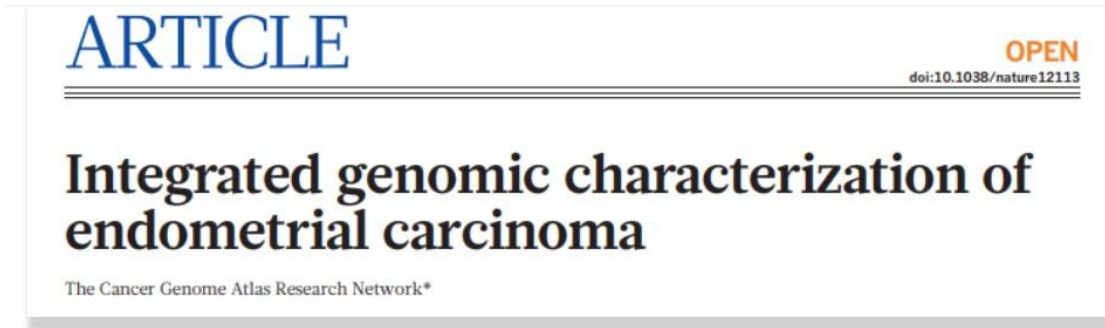 ARTICLE
OPEN
doi:10.1038/nature12113
Integrated genomic characterization of
endometrial carcinoma
The Cancer Genome Atlas Research Network*